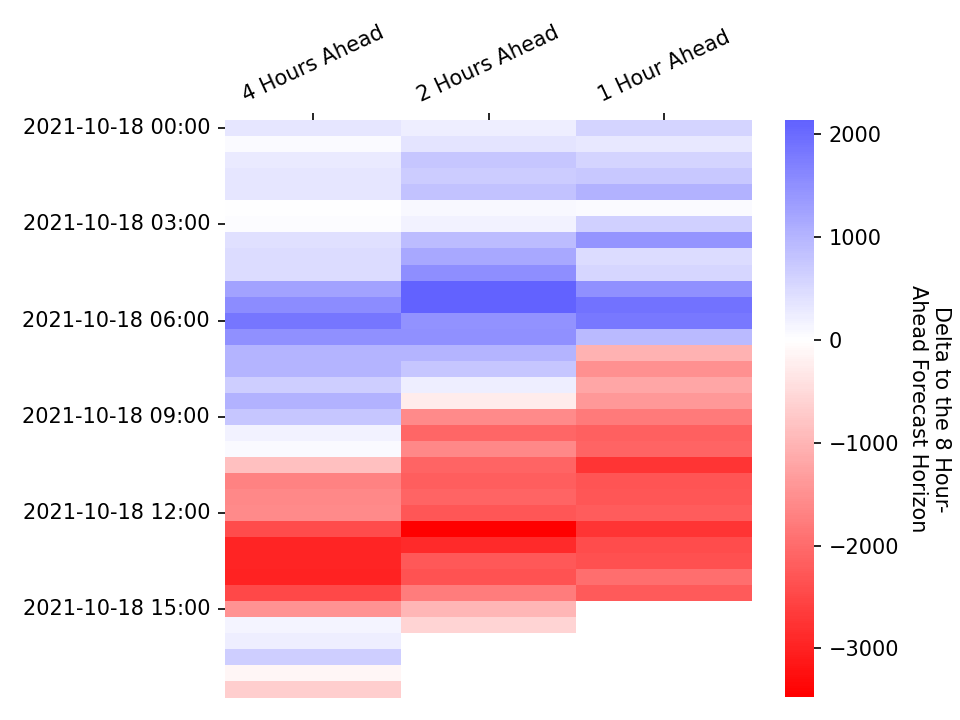 4 Hours Ahead
2 Hours Ahead
1 Hour Ahead
2021-10-18 00:00
2021-10-18 03:00
2021-10-18 06:00
2021-10-18 09:00
2021-10-18 12:00
2021-10-18 15:00
2000
1000
0
−1000
−2000
−3000
Delta to the 8 Hour-
Ahead Forecast Horizon